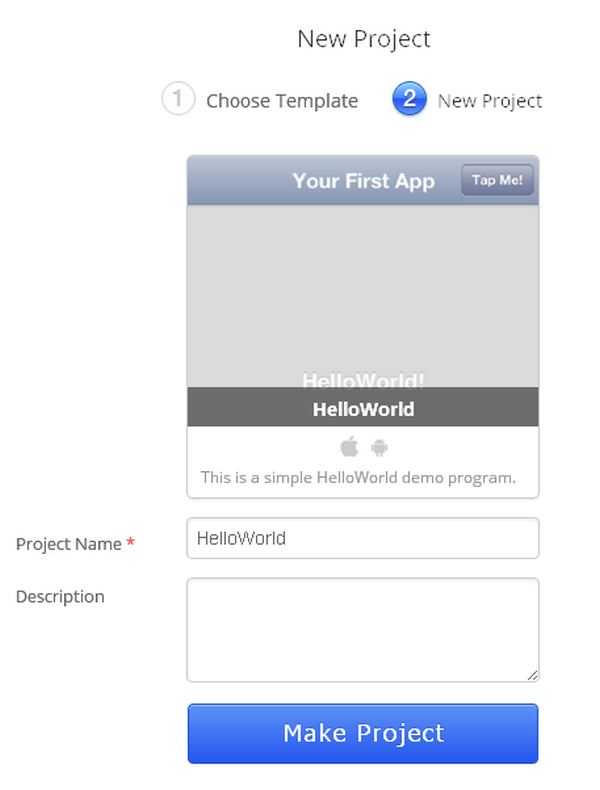 New Project
1 Choose Template 2 New Project
Your First App Tap Me!
HelloWorld!
HelloWorld
This is a simple HelloWorld demo program.
Project Name * HelloWorld
Description
Make Project